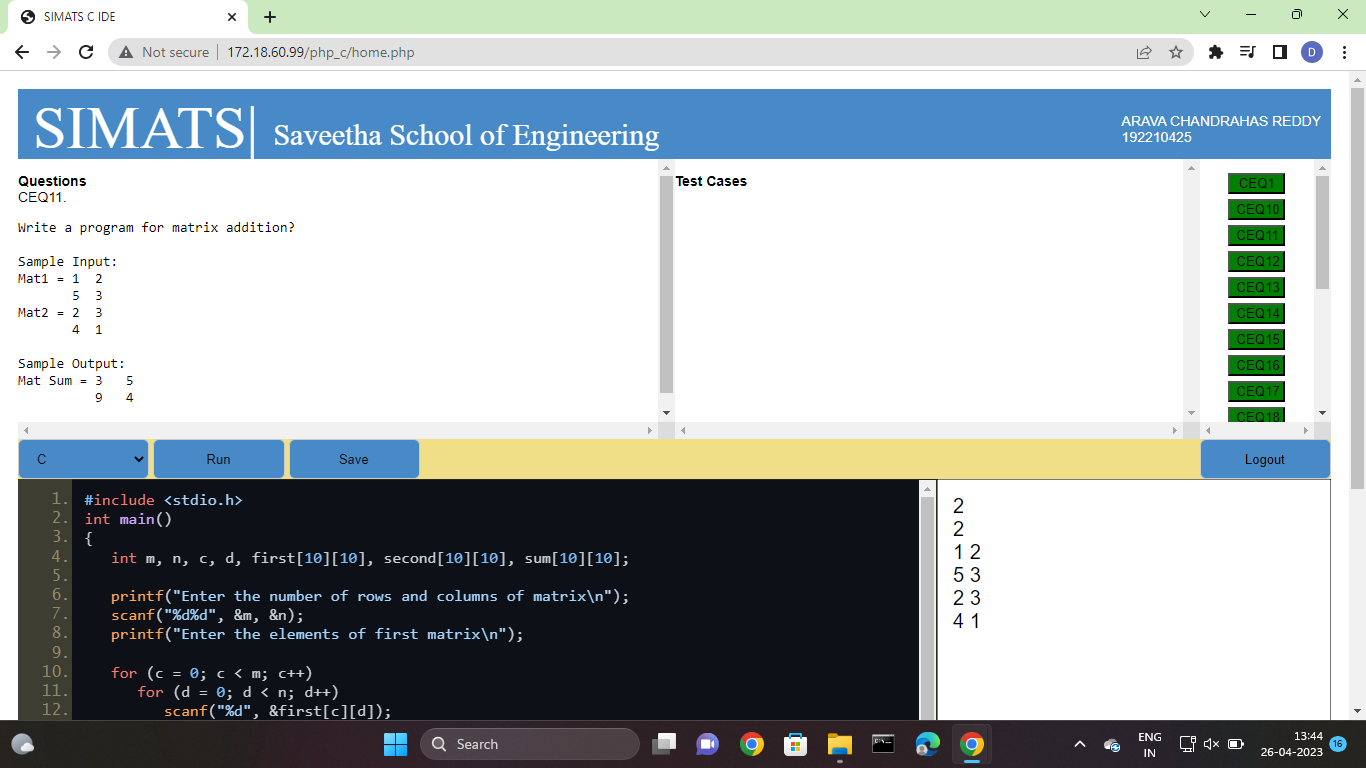 SIMATS C IDE
Not secure
172.18.60.99/php_c/home.php
D
SIMATS| Saveetha School of Engineering
ARAVA CHANDRAHAS REDDY
192210425
Questions
CEQ11.
Write a program for matrix addition?
Sample Input:
Mat1 = 1 2
5 3
Mat2 = 2 3
4 1
Sample Output:
Mat Sum = 3 5
9 4
Test Cases
CEQ1
CEQ10
CEQ11
CEQ12
CEQ13
CEQ14
CEQ15
CEQ16
CEQ17
CEQ18
C
Run
Save
Logout
1. #include <stdio.h>
2. int main()
3. {
4. int m, n, c, d, first[10][10], second[10][10], sum[10][10];
5.
6. printf("Enter the number of rows and columns of matrix\n");
7. scanf("%d%d", &m, &n);
8. printf("Enter the elements of first matrix\n");
9.
10. for (c = 0; c < m; c++)
11. for (d = 0; d < n; d++)
12. scanf("%d", &first[c][d]);
2
2
1 2
5 3
2 3
4 1
Search
ENG
IN
13:44
26-04-2023
16